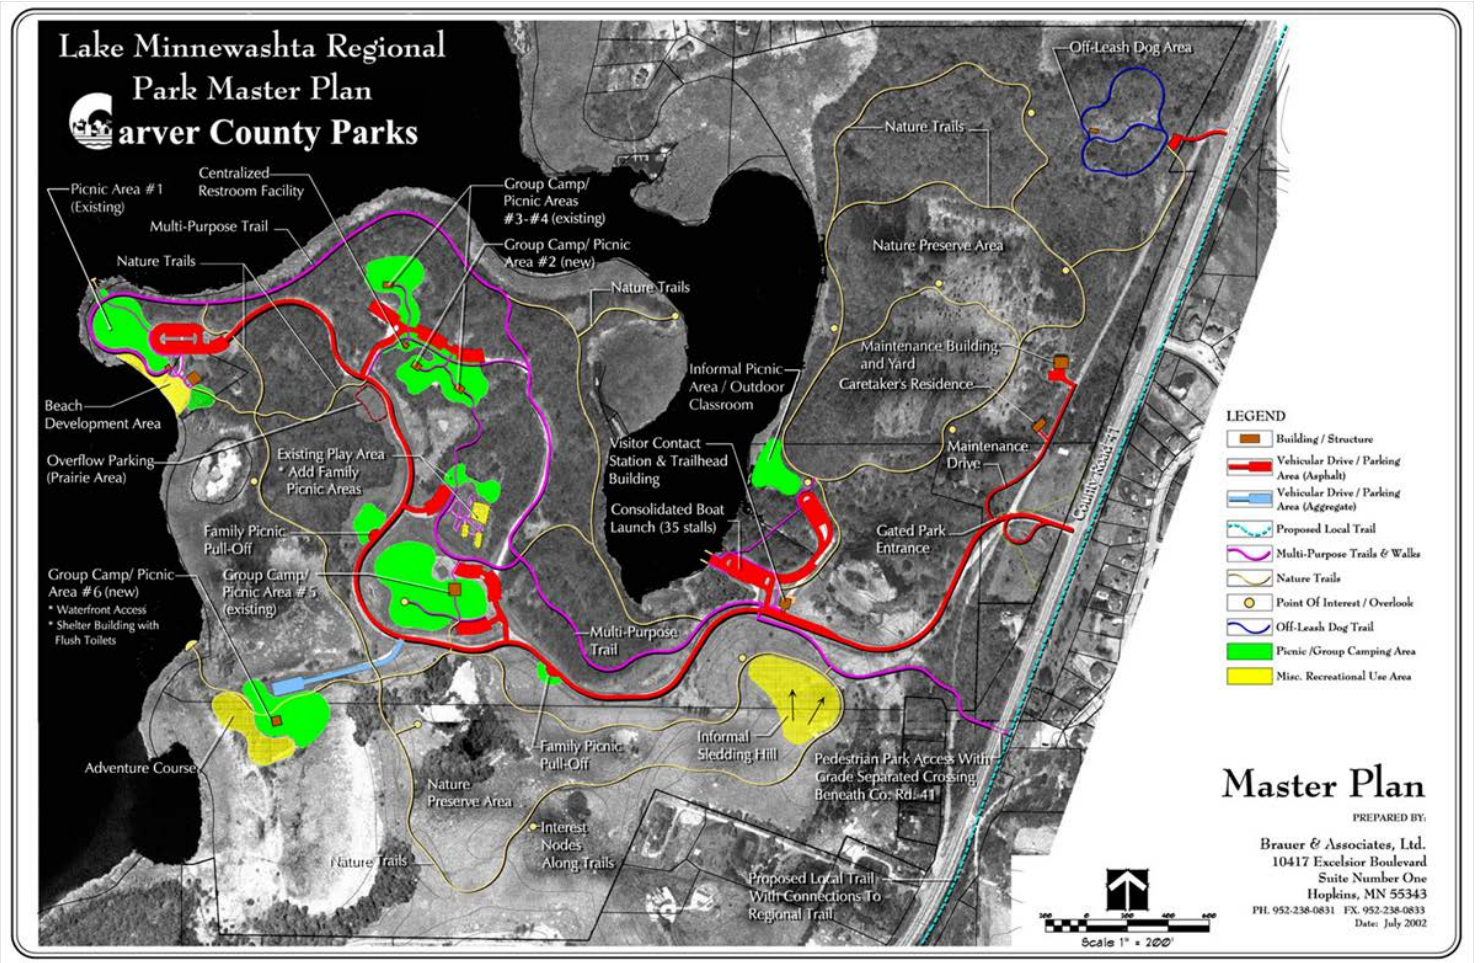 Lake Minnewashta Regional
Park Master Plan
Carver County Parks
Off-Leash Dog Area
Nature Trails
Centralized
Restroom Facility
Picnic Area #1
(Existing)
Group Camp/
Picnic Areas
#3-#4 (existing)
Multi-Purpose Trail
Group Camp/ Picnic
Area #2 (new)
Nature Trails
Nature Preserve Area
Nature Trails
Maintenance Building
and Yard
Caretaker's Residence
Informal Picnic
Area / Outdoor
Classroom
Beach
Development Area
Visitor Contact
Station & Trailhead
Building
Maintenance
Drive
County Road 41
Overflow Parking
(Prairie Area)
Existing Play Area
* Add Family
Picnic Areas
Consolidated Boat
Launch (35 stalls)
Family Picnic
Pull-Off
Gated Park
Entrance
Group Camp/ Picnic
Area #6 (new)
* Waterfront Access
* Shelter Building with
Flush Toilets
Group Camp/
Picnic Area #5
(existing)
Multi-Purpose
Trail
Adventure Course
Family Picnic
Pull-Off
Informal
Sledding Hill
Pedestrian Park Access With
Grade Separated Crossing
Beneath Co. Rd. 41
Nature
Preserve Area
Interest
Nodes
Along Trails
Nature Trails
Proposed Local Trail
With Connections To
Regional Trail
LEGEND
Building / Structure
Vehicular Drive / Parking
Area (Asphalt)
Vehicular Drive / Parking
Area (Aggregate)
Proposed Local Trail
Multi-Purpose Trails & Walks
Nature Trails
Point Of Interest / Overlook
Off-Leash Dog Trail
Picnic /Group Camping Area
Misc. Recreational Use Area
Master Plan
PREPARED BY:
Brauer & Associates, Ltd.
10417 Excelsior Boulevard
Suite Number One
Hopkins, MN 55343
PH. 952-238-0831 FX. 952-238-0833
Date: July 2002
200 0 200 400 600
Scale 1" = 200'